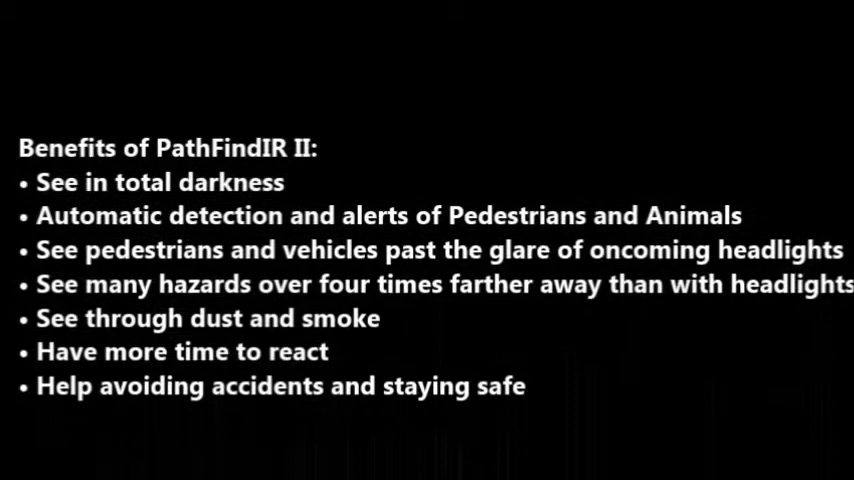 Benefits of PathFindIR II:
• See in total darkness
• Automatic detection and alerts of Pedestrians and Animals
• See pedestrians and vehicles past the glare of oncoming headlights
• See many hazards over four times farther away than with headlights
• See through dust and smoke
• Have more time to react
• Help avoiding accidents and staying safe